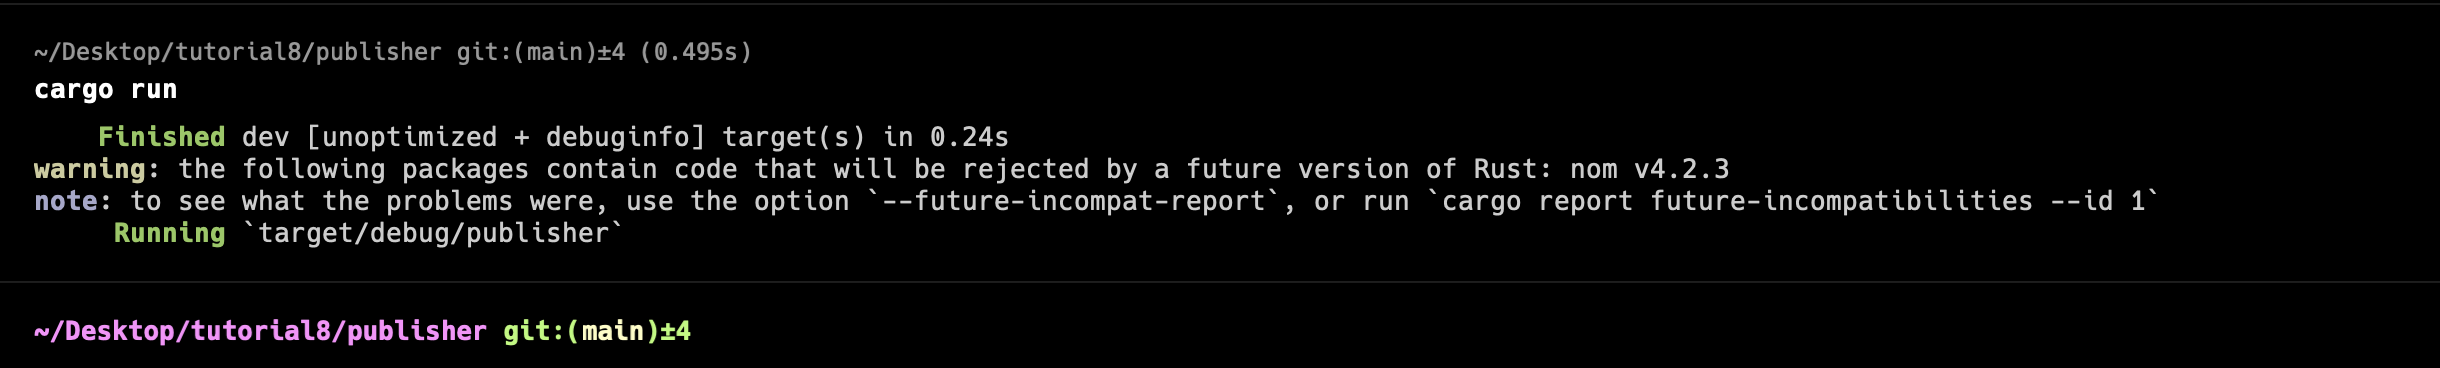 ~/Desktop/tutorial8/publisher git:(main)±4 (0.495s)
cargo run
Finished dev [unoptimized + debuginfo] target(s) in 0.24s
warning: the following packages contain code that will be rejected by a future version of Rust: nom v4.2.3
note: to see what the problems were, use the option `--future-incompat-report`, or run `cargo report future-incompatibilities --id 1`
Running `target/debug/publisher`
~/Desktop/tutorial8/publisher git:(main)±4